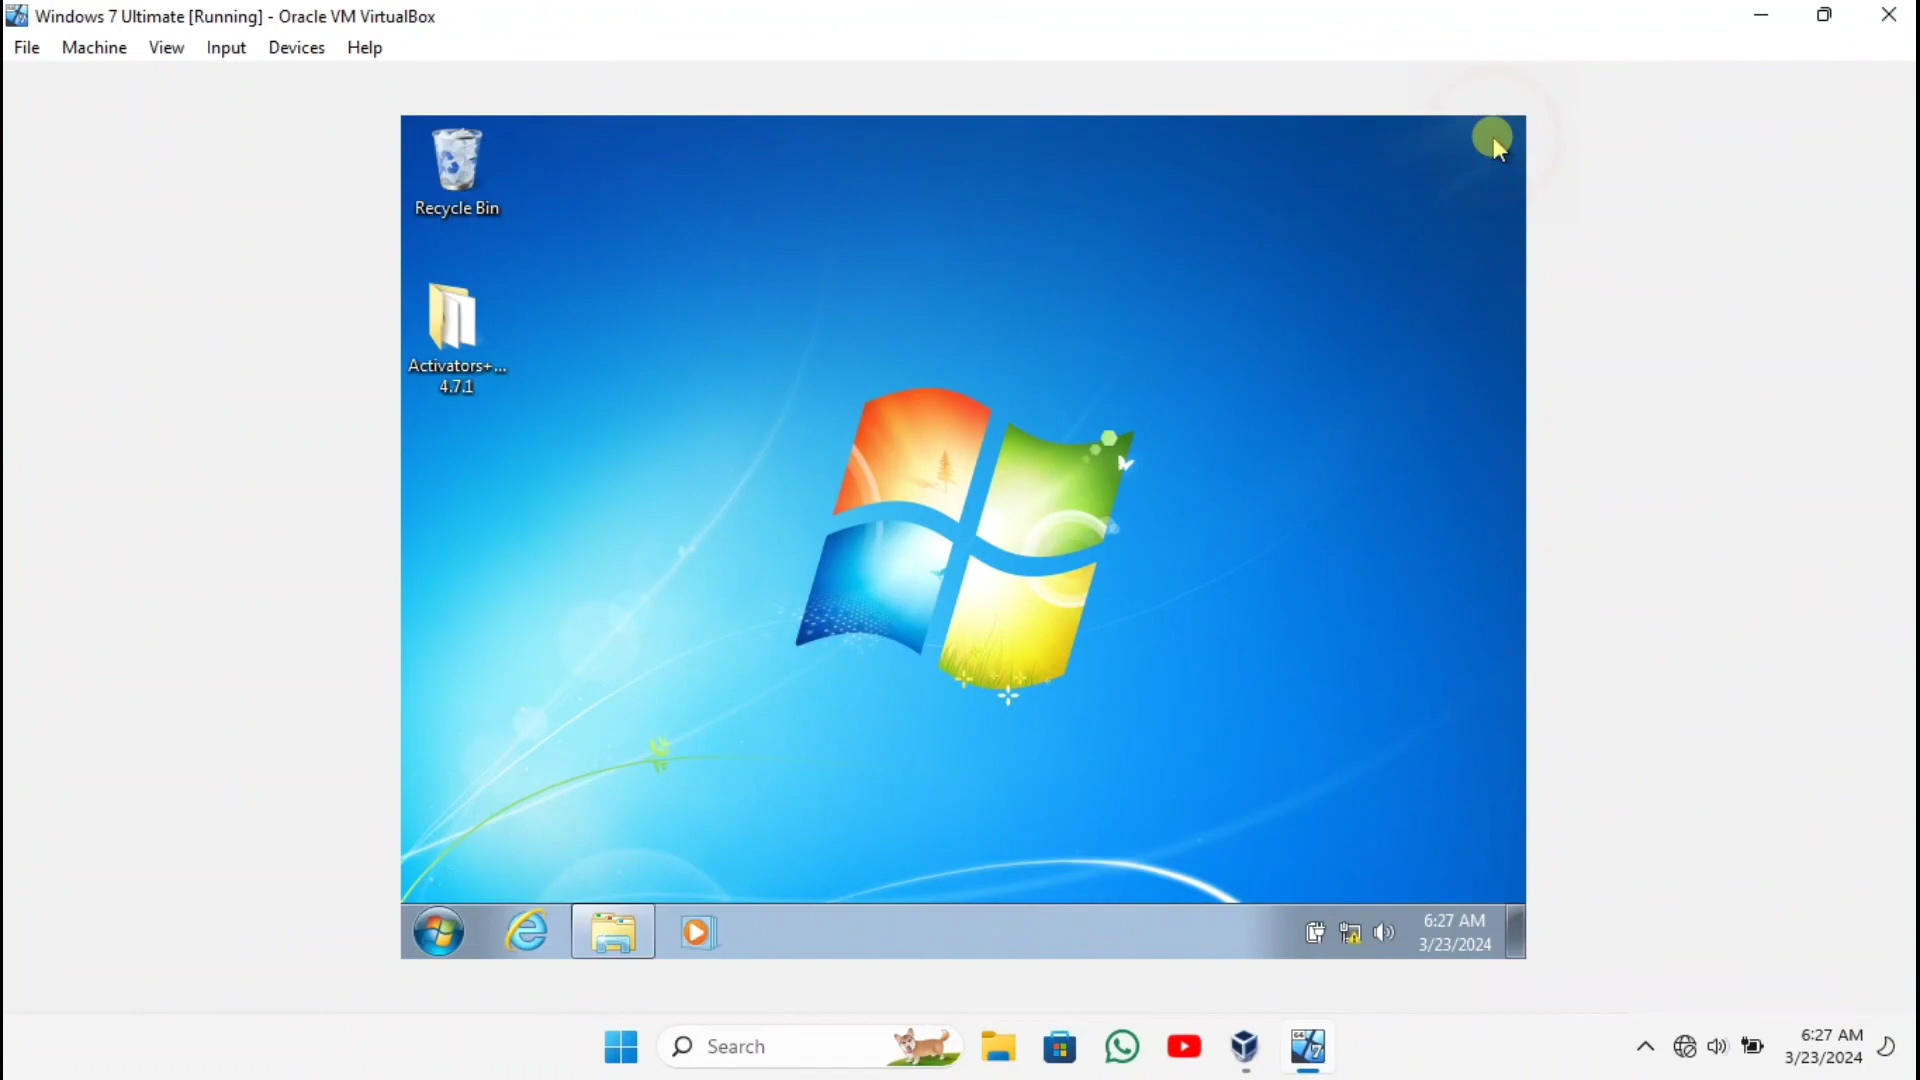 Windows 7 Ultimate [Running] - Oracle VM VirtualBox
File Machine View Input Devices Help
Recycle Bin
Activators+...
4.7.1
6:27 AM
3/23/2024
Search
6:27 AM
3/23/2024